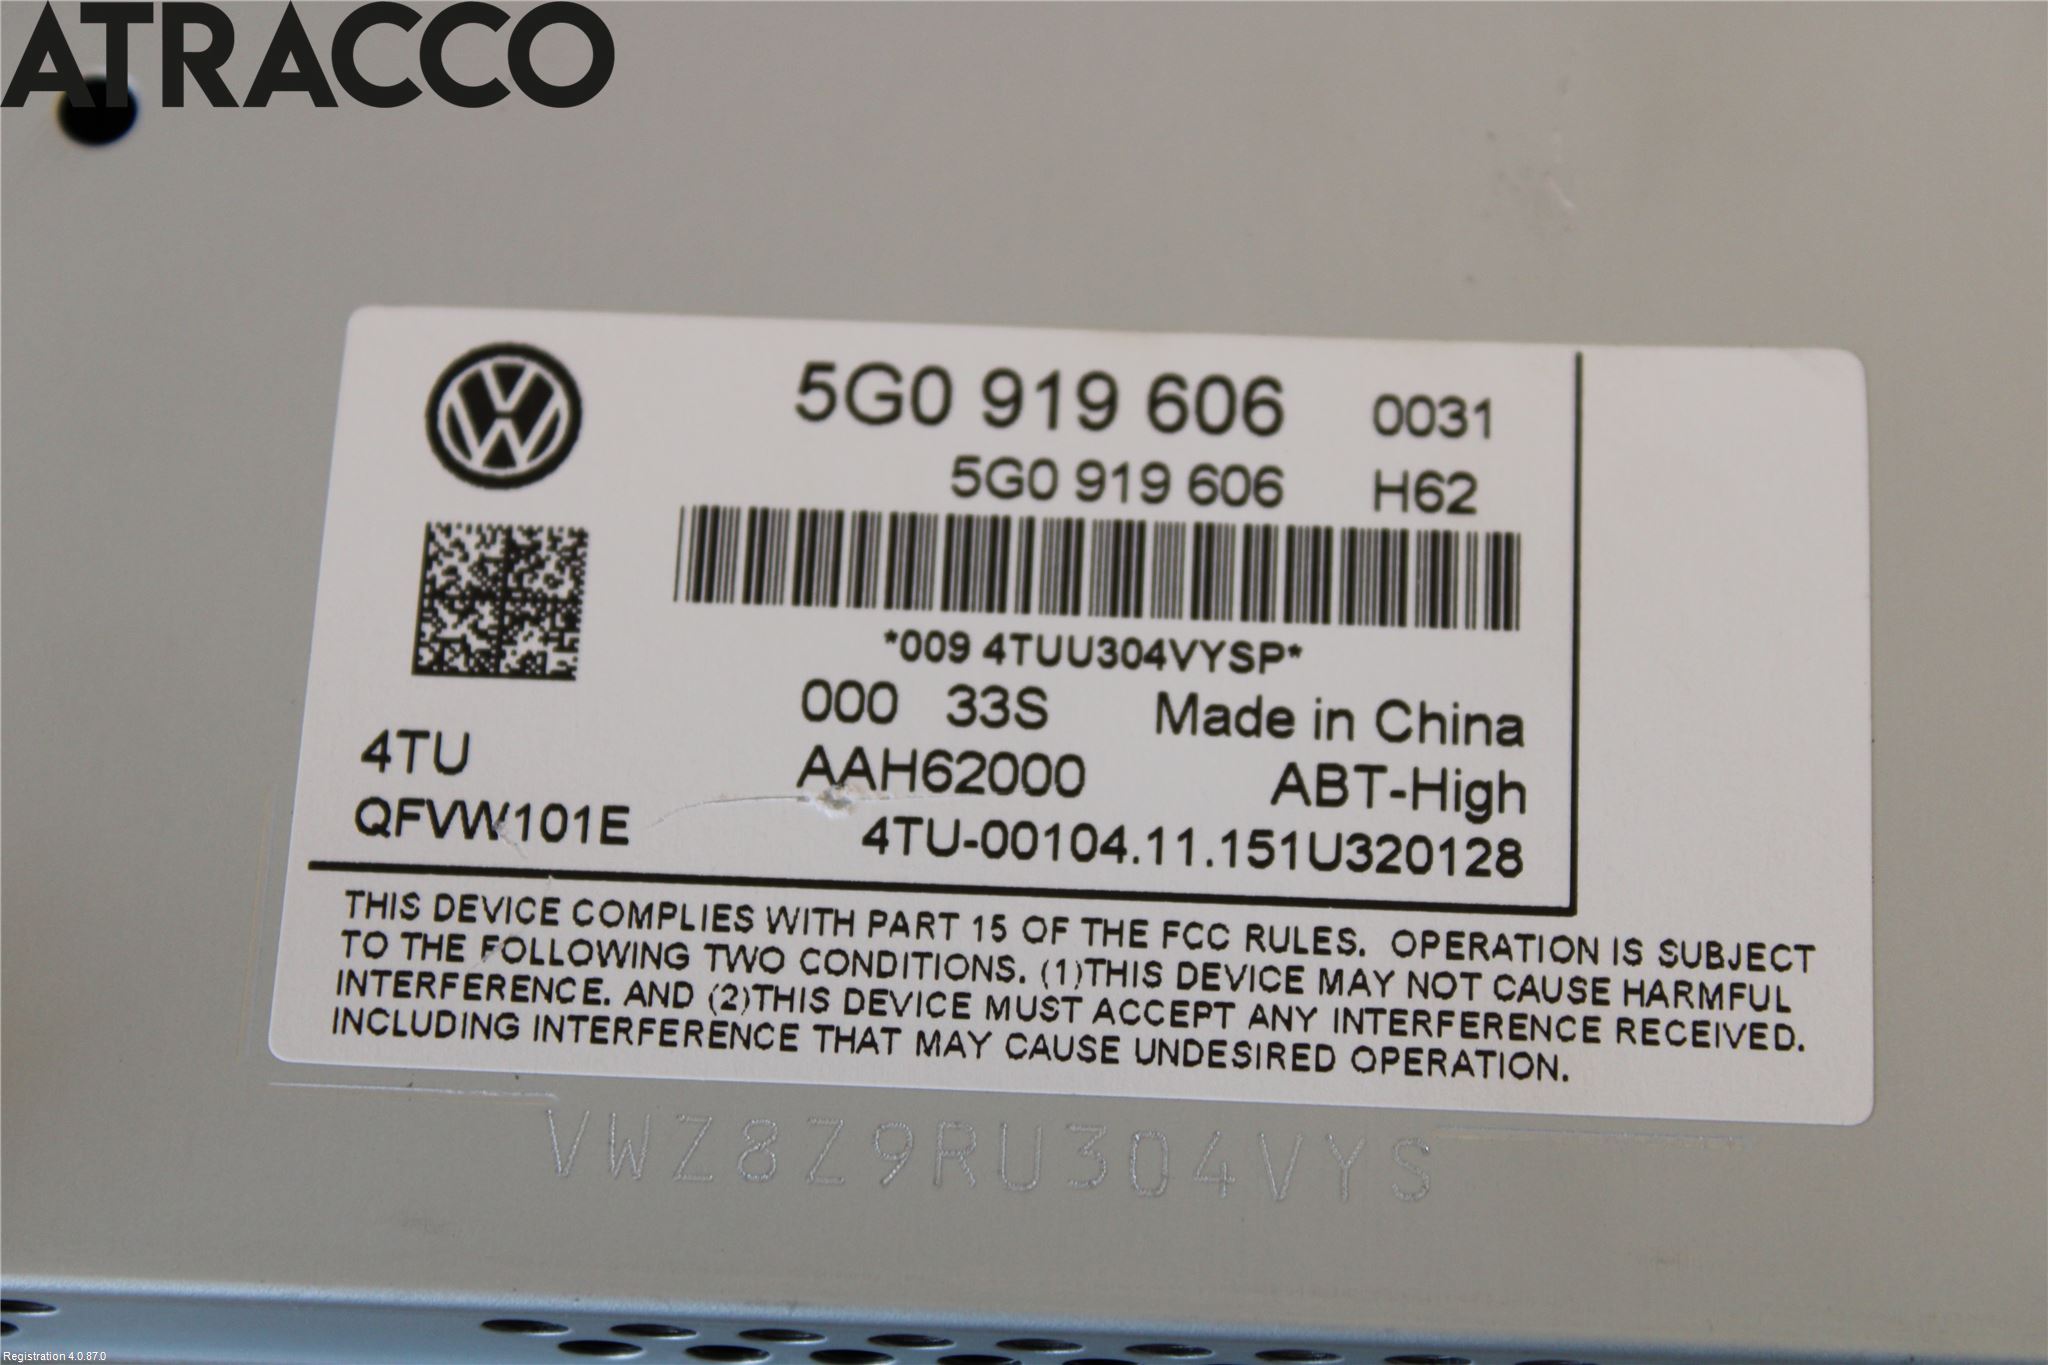 ATRACCO
5G0 919 606 0031
5G0 919 606 H62
*009 4TUU304VYSP*
000 33S Made in China
4TU AAH62000 ABT-High
QFVW101E 4TU-00104.11.151U320128
THIS DEVICE COMPLIES WITH PART 15 OF THE FCC RULES. OPERATION IS SUBJECT
TO THE FOLLOWING TWO CONDITIONS. (1)THIS DEVICE MAY NOT CAUSE HARMFUL
INTERFERENCE. AND (2)THIS DEVICE MUST ACCEPT ANY INTERFERENCE RECEIVED.
INCLUDING INTERFERENCE THAT MAY CAUSE UNDESIRED OPERATION.
VWZ8Z9RU304VYS
Registration 4.0.87.0